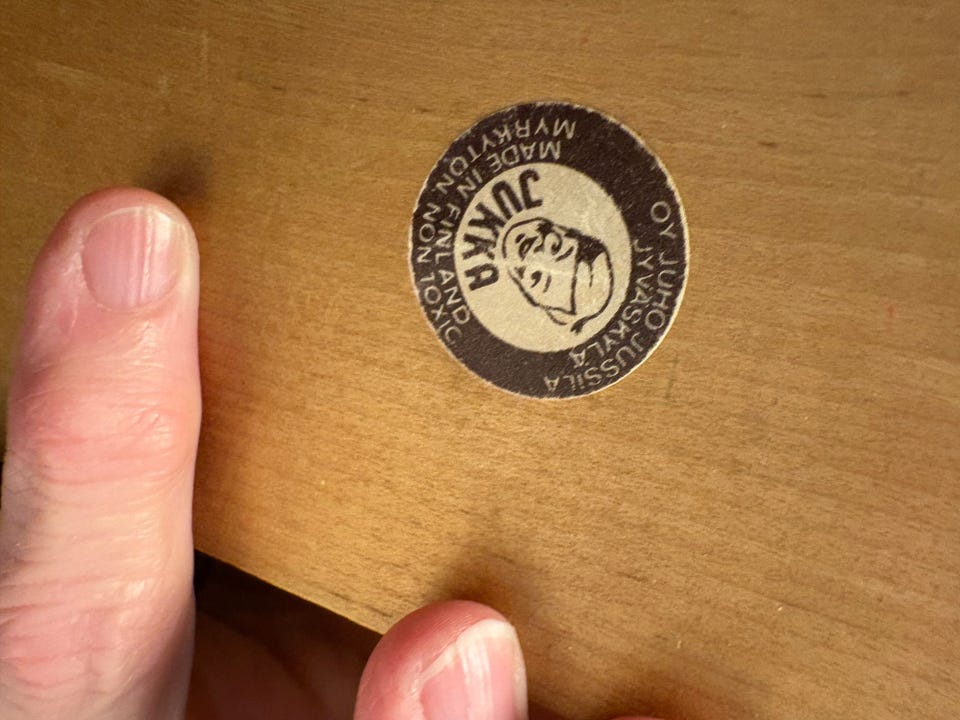 OY JUHO JUSSILA
JYVÄSKYLÄ
JUKKA
MADE IN FINLAND
MYRKYTÖN NON TOXIC